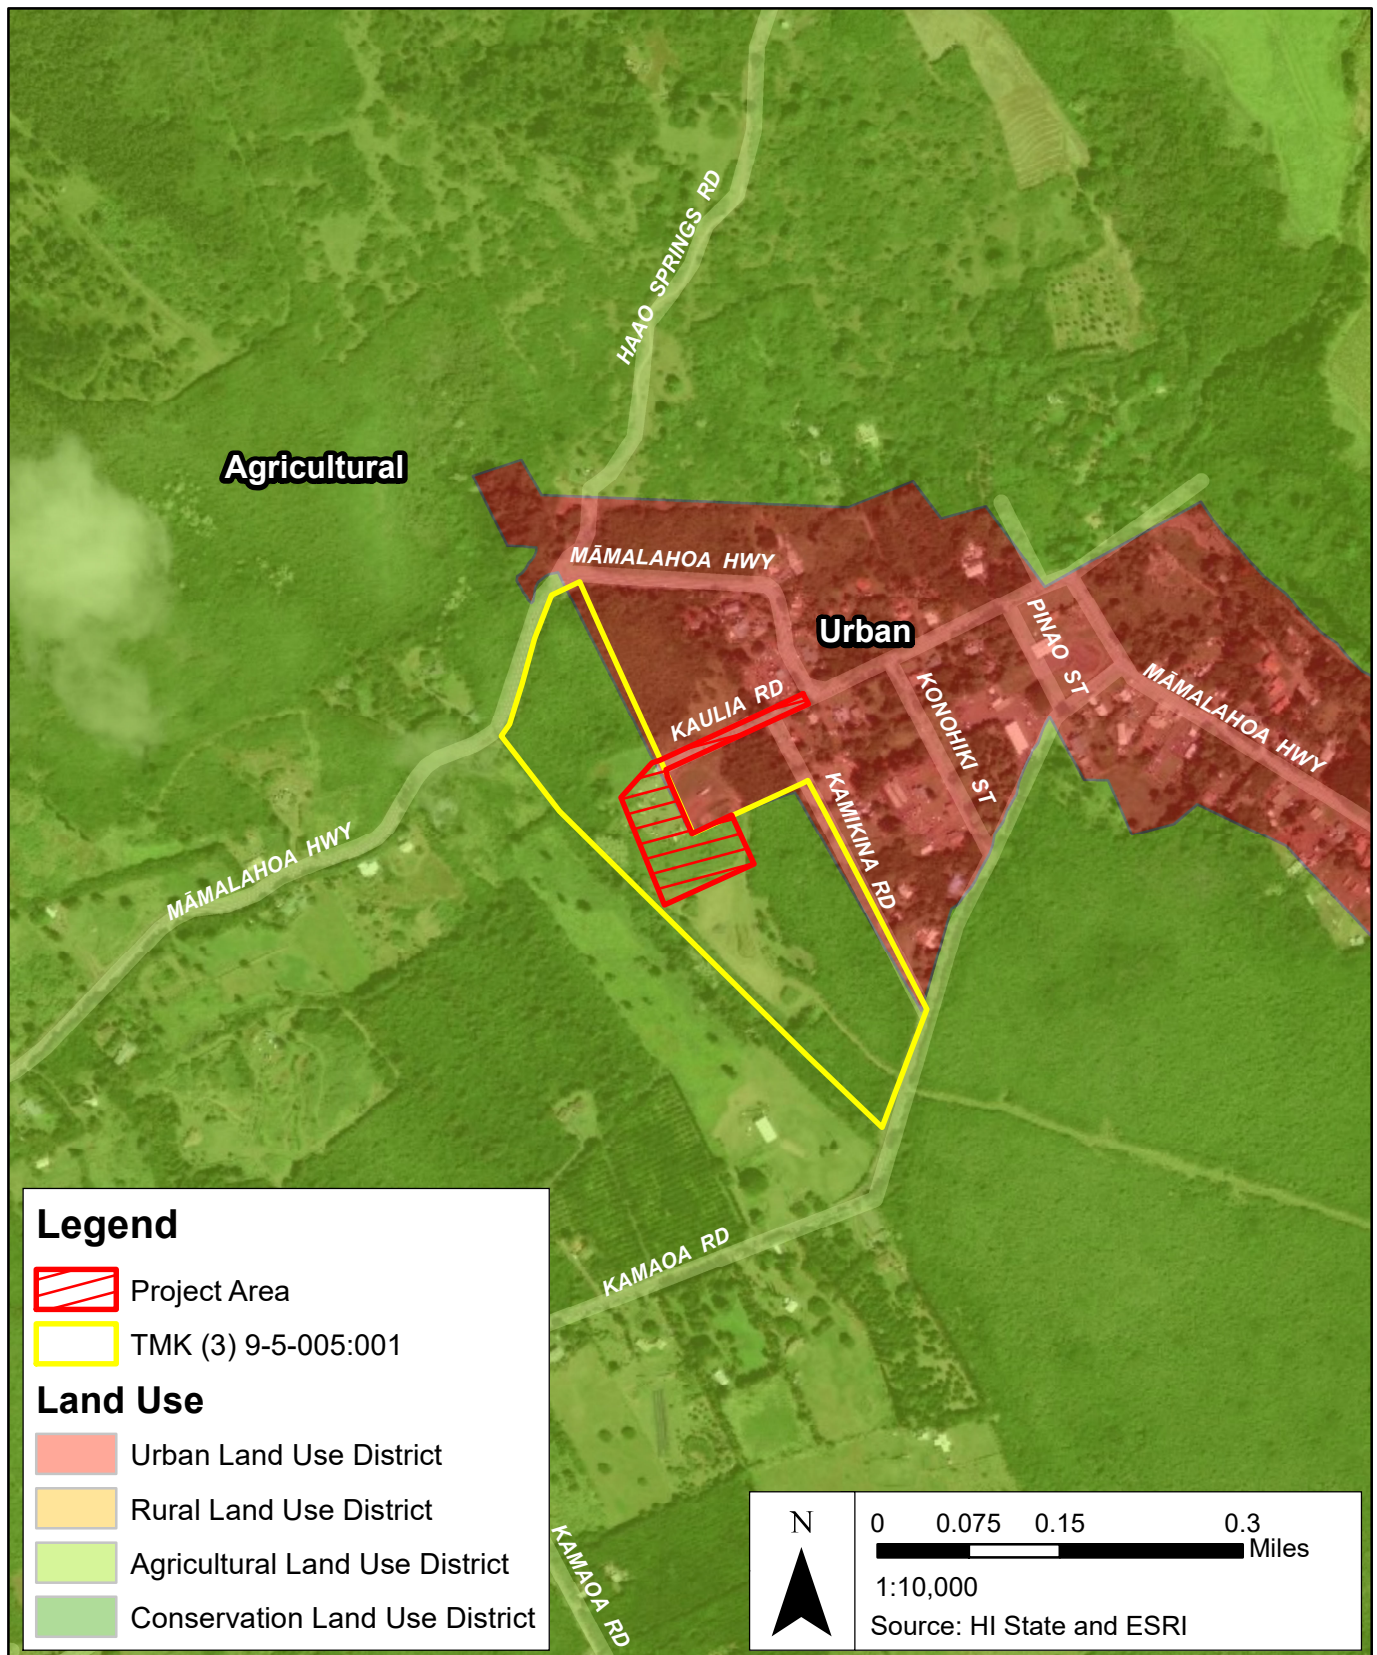 HAAO SPRINGS RD
Agricultural
MĀMALAHOA HWY
Urban
PINAO ST
KAULIA RD
KONOHIKI ST
MĀMALAHOA HWY
KAMIKINA RD
MĀMALAHOA HWY
KAMAOA RD
KAMAOA RD
Legend
Project Area
TMK (3) 9-5-005:001
Land Use
Urban Land Use District
Rural Land Use District
Agricultural Land Use District
Conservation Land Use District
N
0 0.075 0.15 0.3
Miles
1:10,000
Source: HI State and ESRI